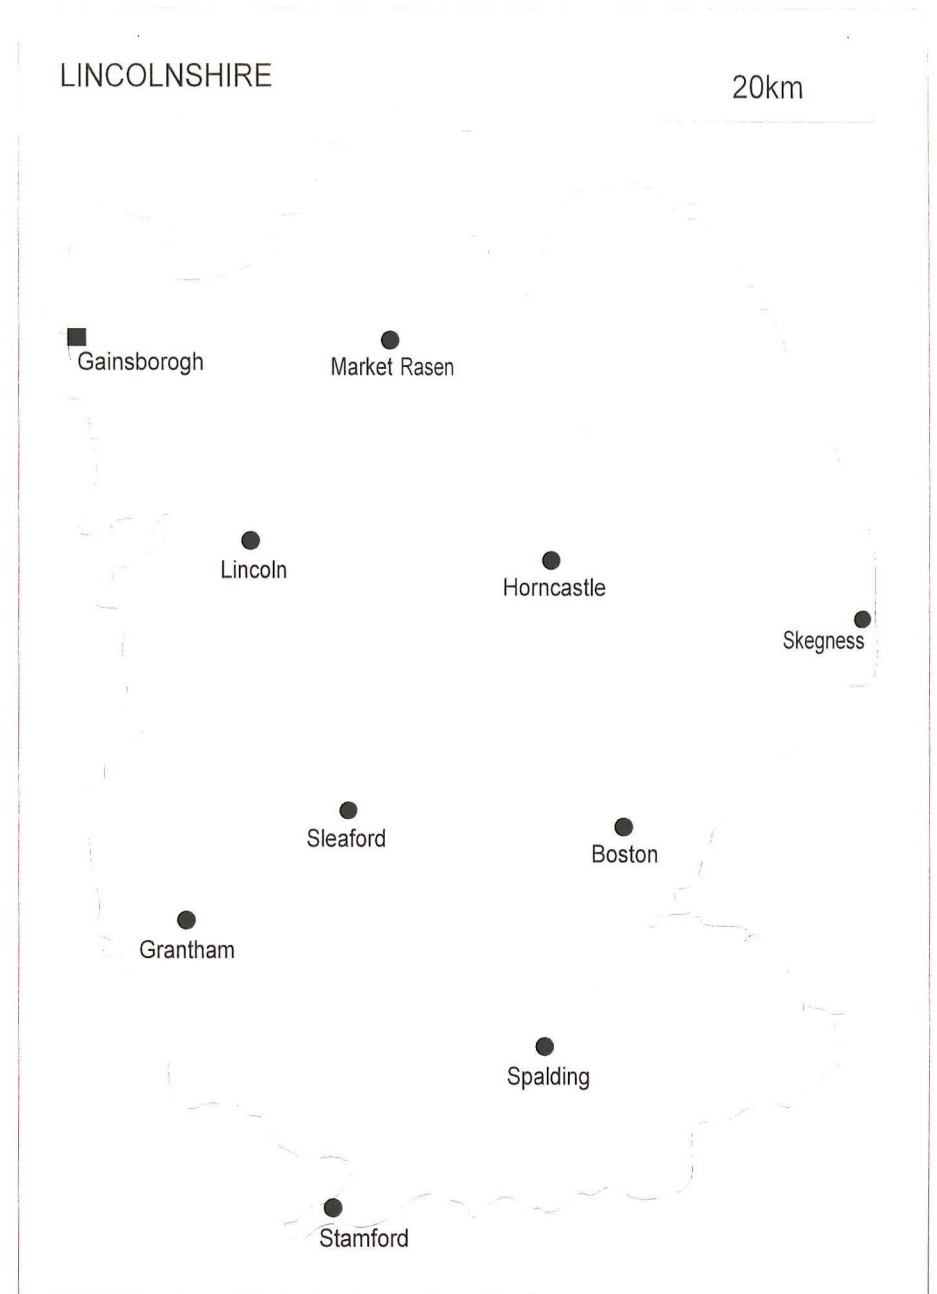 LINCOLNSHIRE
20km
Gainsborogh
Market Rasen
Lincoln
Horncastle
Skegness
Sleaford
Boston
Grantham
Spalding
Stamford